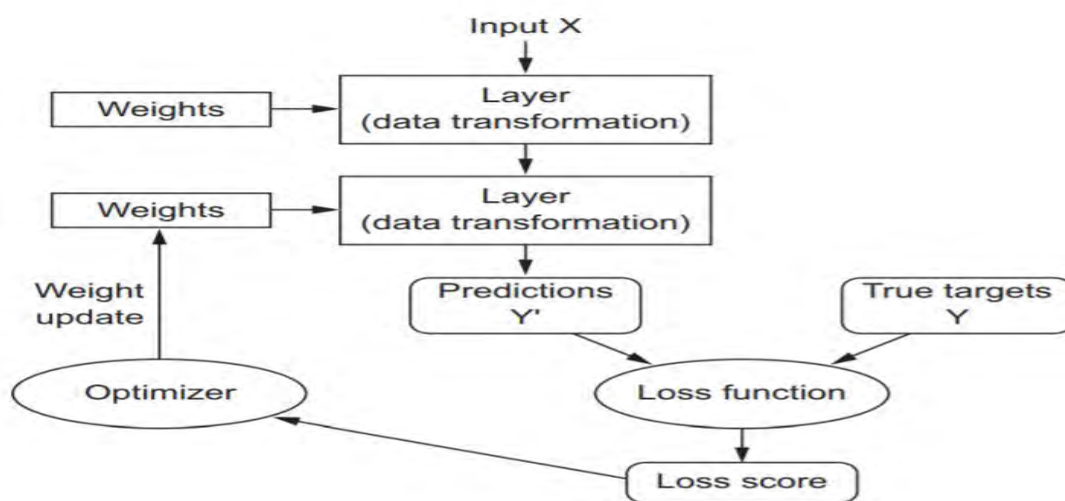 Input X
Weights
Layer
(data transformation)
Weights
Layer
(data transformation)
Weight
update
Predictions
Y'
True targets
Y
Optimizer
Loss function
Loss score